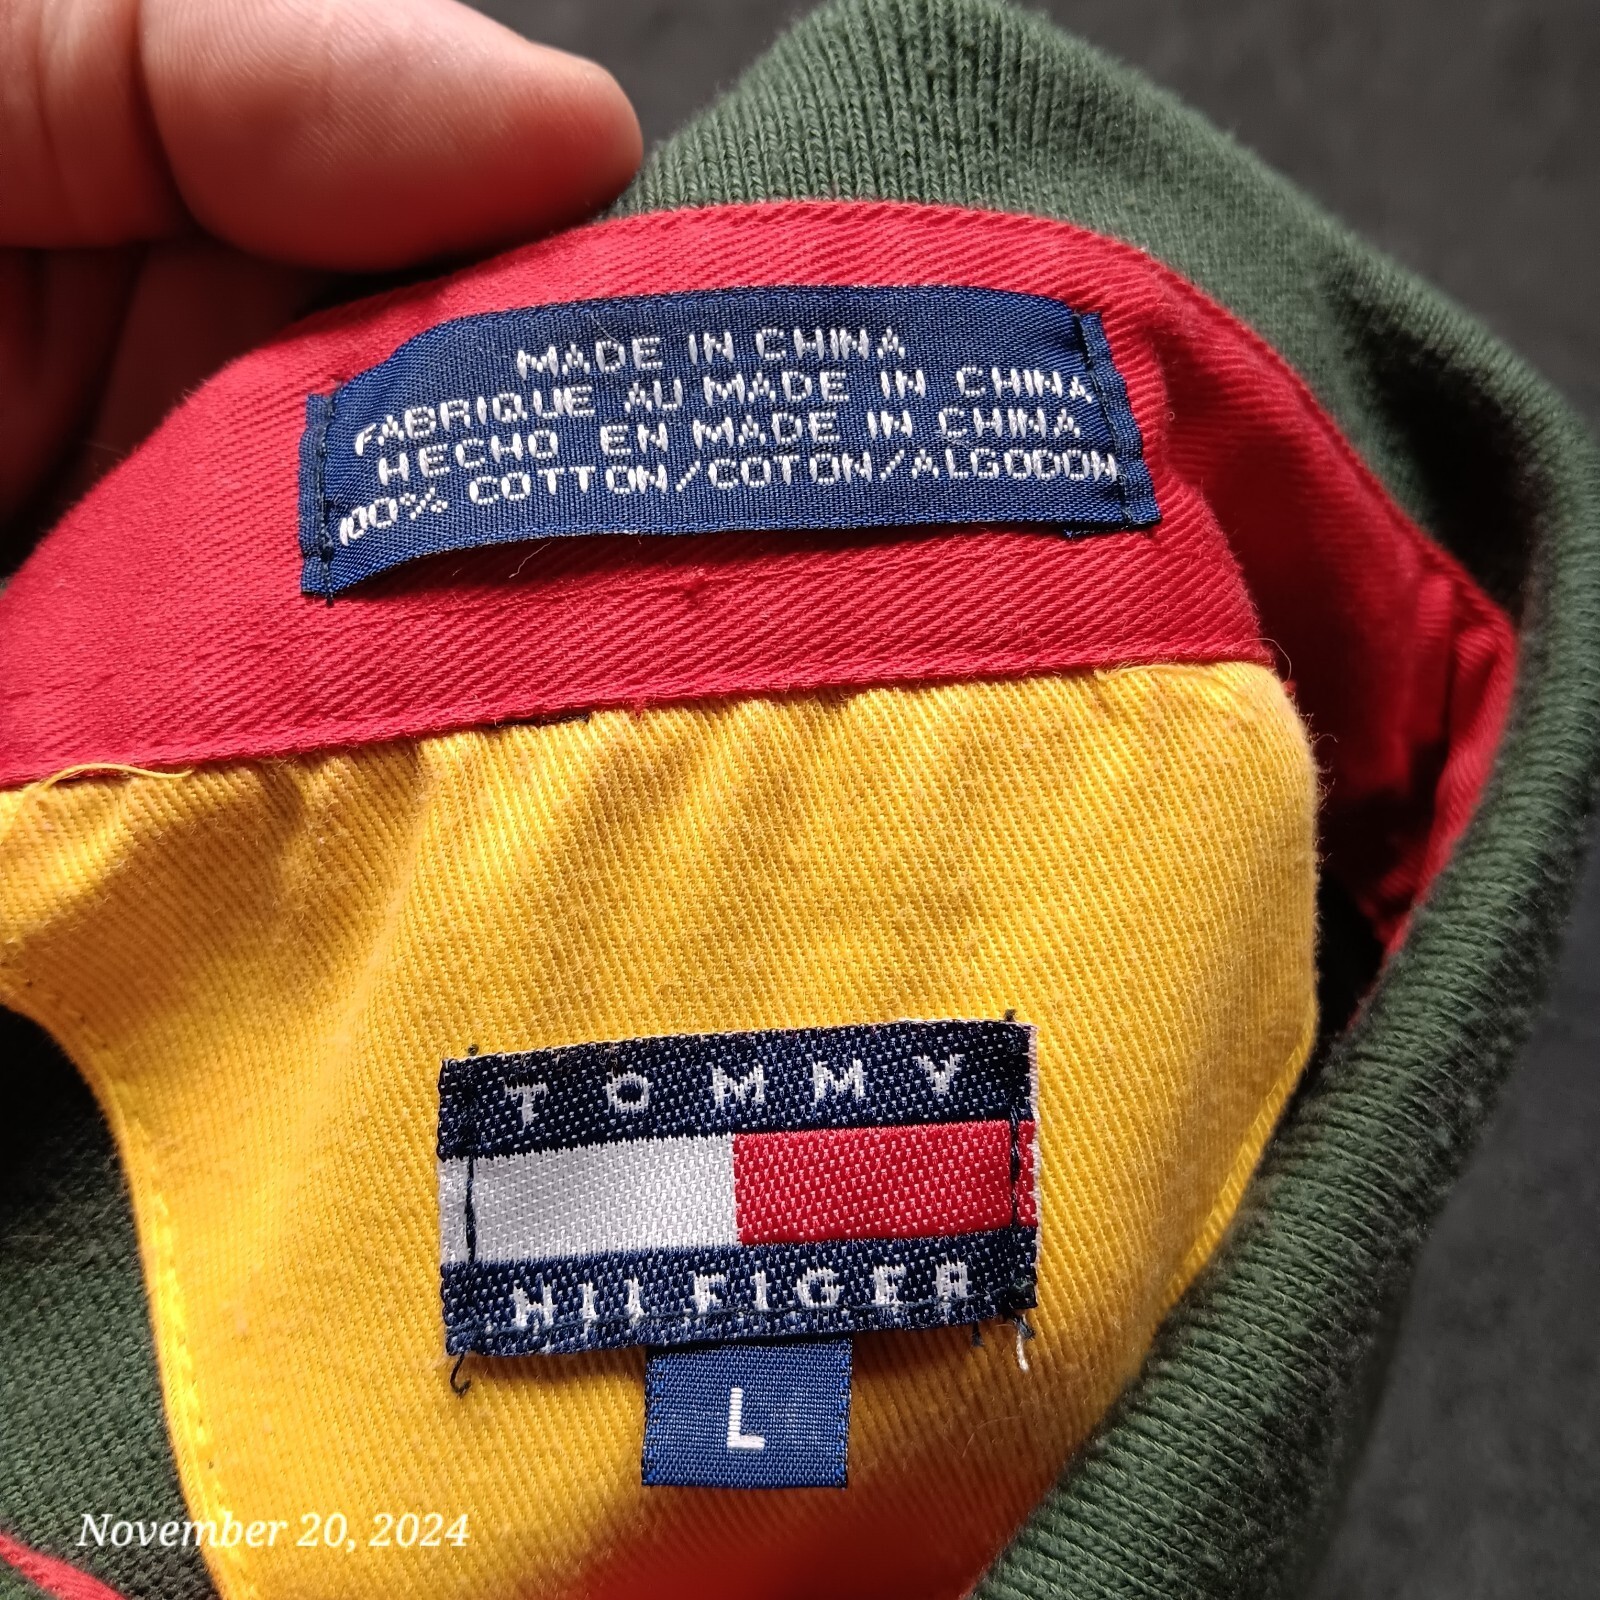 MADE IN CHINA
FABRIQUE AU MADE IN CHINA
HECHO EN MADE IN CHINA
100% COTTON/COTON/ALGODON
TOMMY
HILFIGER
L
November 20, 2024